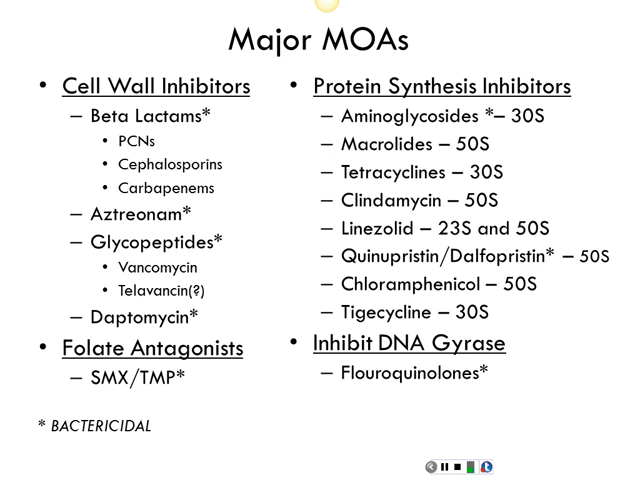 Major MOAs
• Cell Wall Inhibitors
– Beta Lactams*
• PCNs
• Cephalosporins
• Carbapenems
– Aztreonam*
– Glycopeptides*
• Vancomycin
• Telavancin(?)
– Daptomycin*
• Folate Antagonists
– SMX/TMP*
* BACTERICIDAL
• Protein Synthesis Inhibitors
– Aminoglycosides *– 30S
– Macrolides – 50S
– Tetracyclines – 30S
– Clindamycin – 50S
– Linezolid – 23S and 50S
– Quinupristin/Dalfopristin* – 50S
– Chloramphenicol – 50S
– Tigecycline – 30S
• Inhibit DNA Gyrase
– Flouroquinolones*